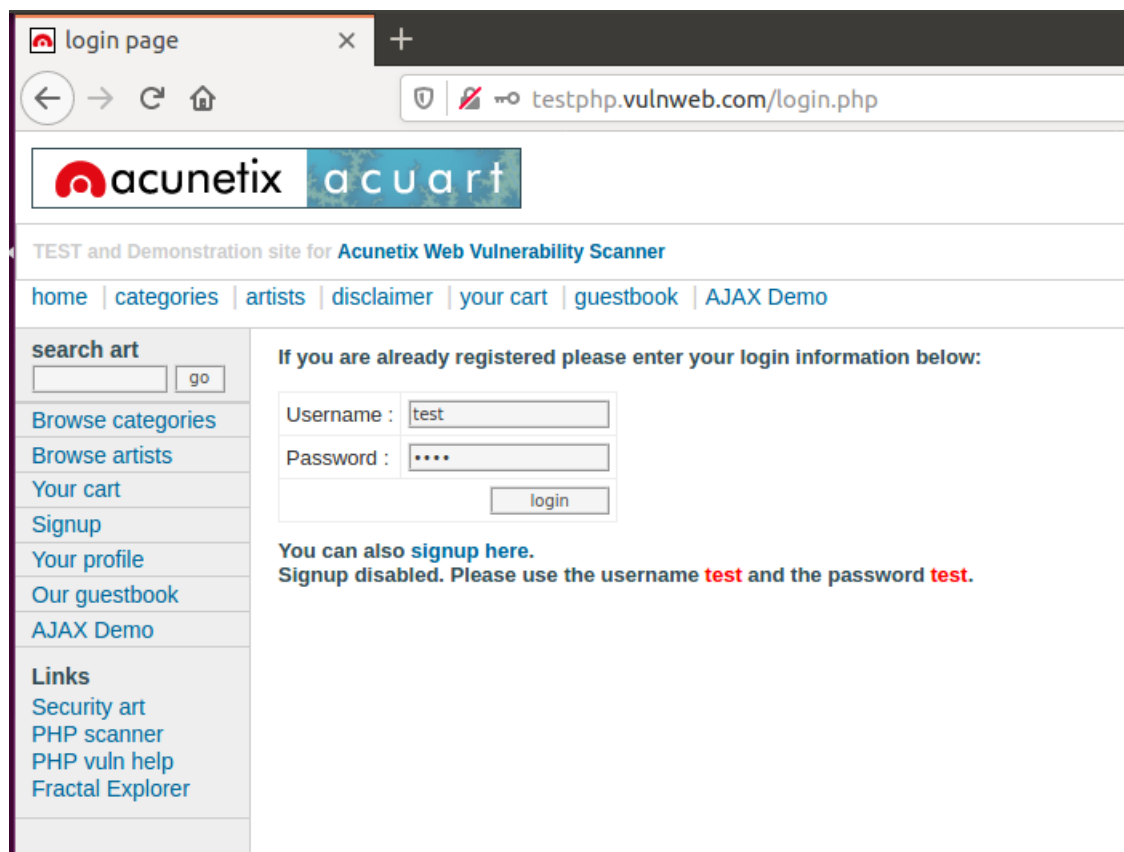 login page
testphp.vulnweb.com/login.php
acunetix acuart
TEST and Demonstration site for Acunetix Web Vulnerability Scanner
home | categories | artists | disclaimer | your cart | guestbook | AJAX Demo
search art
go
Browse categories
Browse artists
Your cart
Signup
Your profile
Our guestbook
AJAX Demo
Links
Security art
PHP scanner
PHP vuln help
Fractal Explorer
If you are already registered please enter your login information below:
Username : test
Password : ••••
login
You can also signup here.
Signup disabled. Please use the username test and the password test.